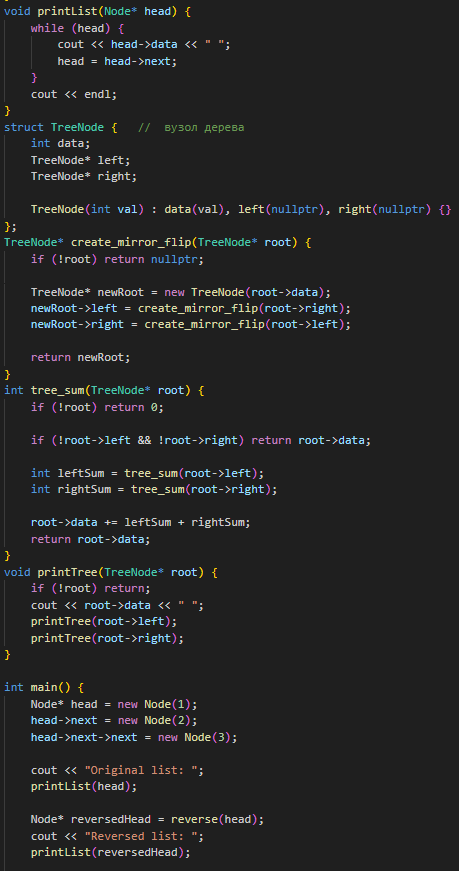 void printList(Node* head) {
    while (head) {
        cout << head->data << " ";
        head = head->next;
    }
    cout << endl;
}
struct TreeNode {   //  вузол дерева
    int data;
    TreeNode* left;
    TreeNode* right;

    TreeNode(int val) : data(val), left(nullptr), right(nullptr) {}
};
TreeNode* create_mirror_flip(TreeNode* root) {
    if (!root) return nullptr;

    TreeNode* newRoot = new TreeNode(root->data);
    newRoot->left = create_mirror_flip(root->right);
    newRoot->right = create_mirror_flip(root->left);

    return newRoot;
}
int tree_sum(TreeNode* root) {
    if (!root) return 0;

    if (!root->left && !root->right) return root->data;

    int leftSum = tree_sum(root->left);
    int rightSum = tree_sum(root->right);

    root->data += leftSum + rightSum;
    return root->data;
}
void printTree(TreeNode* root) {
    if (!root) return;
    cout << root->data << " ";
    printTree(root->left);
    printTree(root->right);
}

int main() {
    Node* head = new Node(1);
    head->next = new Node(2);
    head->next->next = new Node(3);

    cout << "Original list: ";
    printList(head);

    Node* reversedHead = reverse(head);
    cout << "Reversed list: ";
    printList(reversedHead);